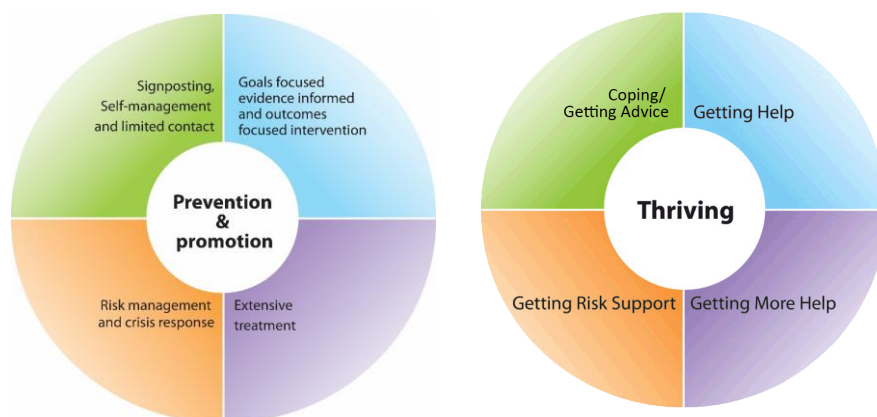 Signposting,
Self-management
and limited contact
Goals focused
evidence informed
and outcomes
focused intervention
Prevention
&
promotion
Risk management
and crisis response
Extensive
treatment
Coping/
Getting Advice
Getting Help
Thriving
Getting Risk Support
Getting More Help